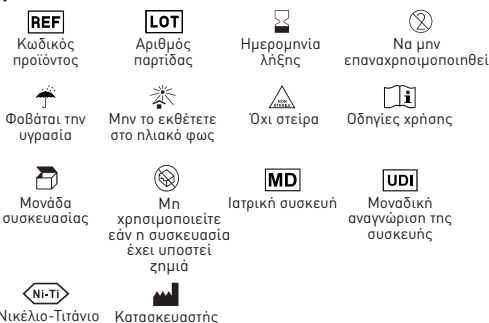 REF
LOT
2
Κωδικός
προϊόντος
Αριθμός
παρτίδας
Ημερομηνία
λήξης
Να μην
επαναχρησιμοποιηθεί
NON
STERILE
i
Φοβάται την
υγρασία
Μην το εκθέτετε
στο ηλιακό φως
Όχι στείρα
Οδηγίες χρήσης
MD
UDI
Μονάδα
συσκευασίας
Μη
χρησιμοποιείτε
εάν η συσκευασία
έχει υποστεί
ζημιά
Ιατρική συσκευή
Μοναδική
αναγνώριση της
συσκευής
Ni-Ti
Νικέλιο-Τιτάνιο
Κατασκευαστής